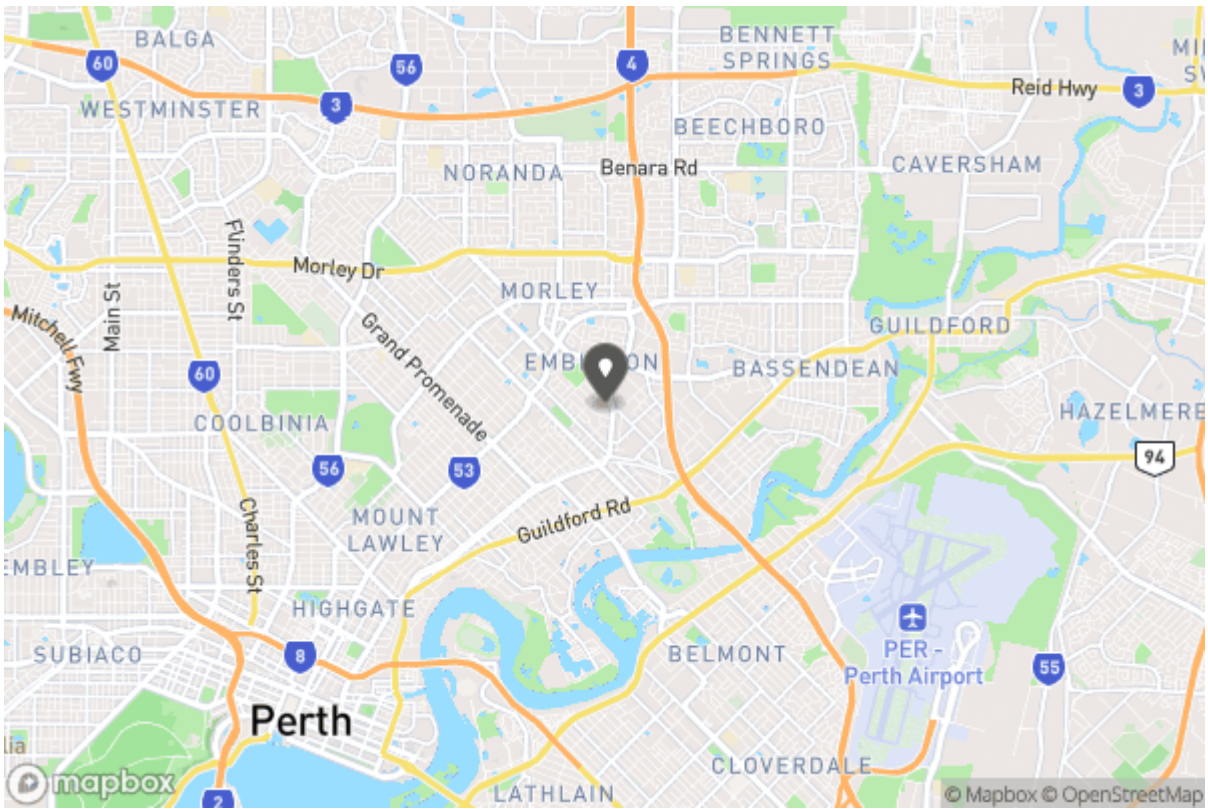 BALGA
60
56
4
BENNETT
SPRINGS
3
WESTMINSTER
Reid Hwy
3
BEECHBORO
NORANDA
Benara Rd
CAVERSHAM
Flinders St
Morley Dr
MORLEY
Main St
Mitchell Fwy
Grand Promenade
GUILDFORD
60
BASSENDEAN
COOLBINIA
HAZELMERE
56
53
94
MOUNT
LAWLEY
Guildford Rd
Charles St
HIGHGATE
SUBIACO
8
BELMONT
PER -
Perth Airport
55
Perth
CLOVERDALE
mapbox
2
LATHLAIN
© Mapbox © OpenStreetMap